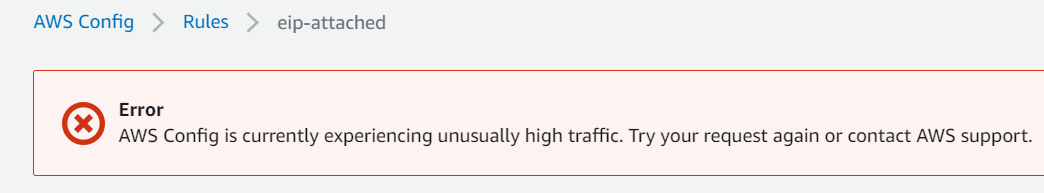 AWS Config > Rules > eip-attached
Error
AWS Config is currently experiencing unusually high traffic. Try your request again or contact AWS support.